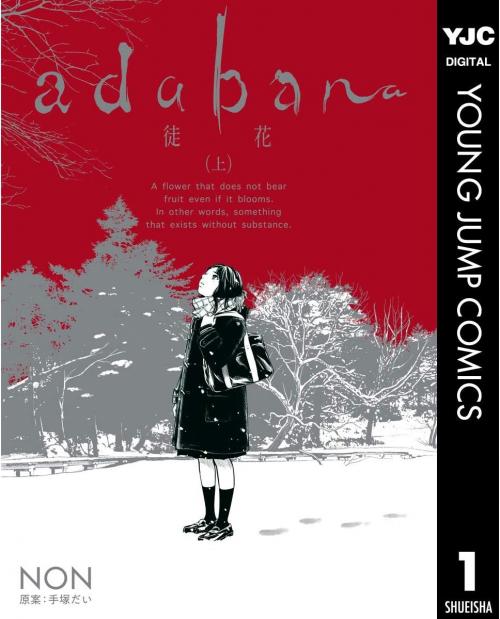 adabana
徒花
(上)
A flower that does not bear
fruit even if it blooms.
In other words, something
that exists without substance.
NON
原案:手塚だい
YJC
DIGITAL
YOUNG JUMP COMICS
1
SHUEISHA